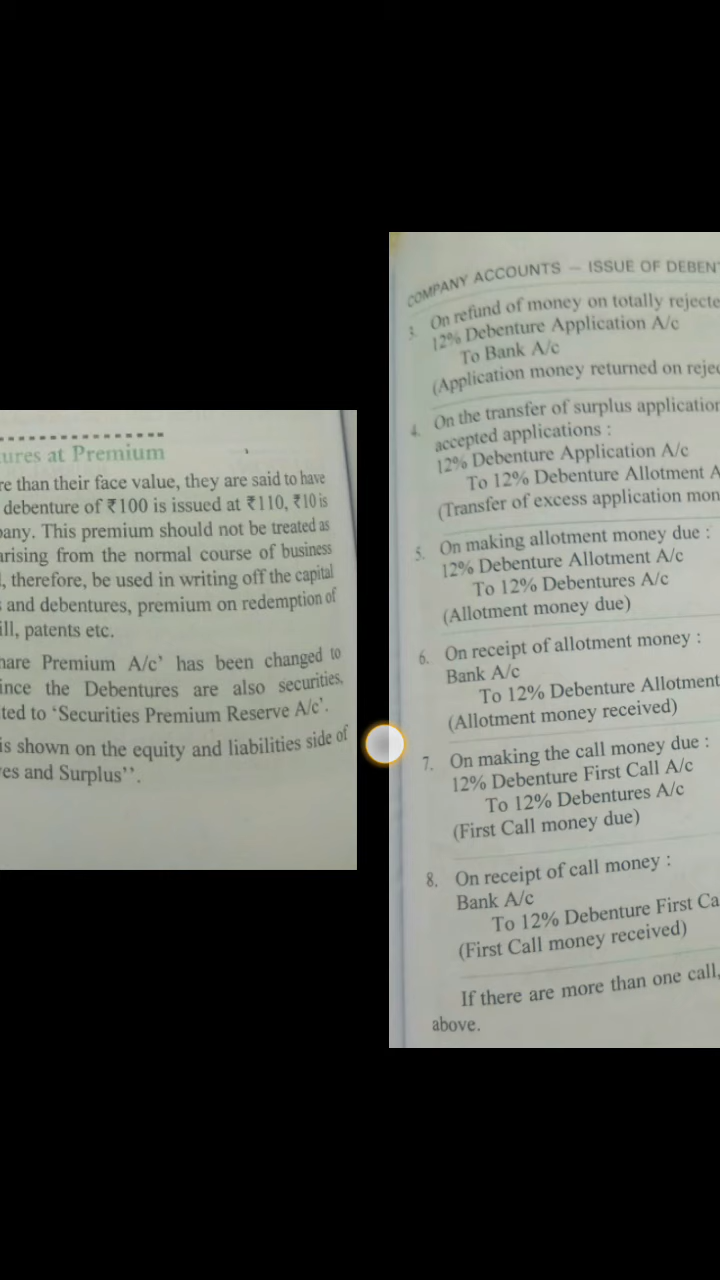 ures at Premium
re than their face value, they are said to have
debenture of ₹100 is issued at ₹110, ₹10 is
pany. This premium should not be treated as
arising from the normal course of business
, therefore, be used in writing off the capital
s and debentures, premium on redemption of
ill, patents etc.
hare Premium A/c’ has been changed to
ince the Debentures are also securities,
ted to ‘Securities Premium Reserve A/c’.
is shown on the equity and liabilities side of
es and Surplus’’.
COMPANY ACCOUNTS – ISSUE OF DEBENT
3. On refund of money on totally rejecte
12% Debenture Application A/c
To Bank A/c
(Application money returned on rejec
4. On the transfer of surplus application
accepted applications :
12% Debenture Application A/c
To 12% Debenture Allotment A
(Transfer of excess application mon
5. On making allotment money due :
12% Debenture Allotment A/c
To 12% Debentures A/c
(Allotment money due)
6. On receipt of allotment money :
Bank A/c
To 12% Debenture Allotment
(Allotment money received)
7. On making the call money due :
12% Debenture First Call A/c
To 12% Debentures A/c
(First Call money due)
8. On receipt of call money :
Bank A/c
To 12% Debenture First Ca
(First Call money received)
If there are more than one call,
above.